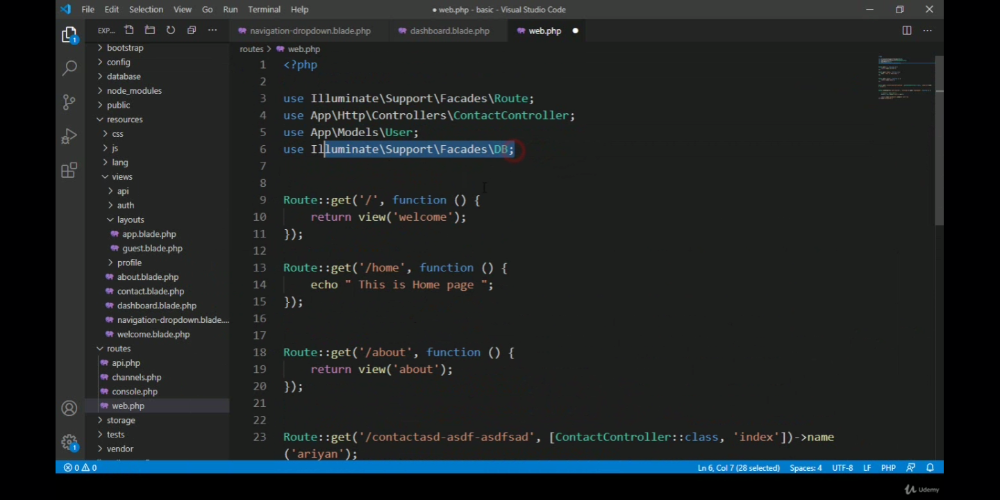 File Edit Selection View Go Run Terminal Help
● web.php - basic - Visual Studio Code
EXP...
navigation-dropdown.blade.php
dashboard.blade.php
web.php
routes > web.php
1
bootstrap
config
database
node_modules
public
resources
css
js
lang
views
api
auth
layouts
app.blade.php
guest.blade.php
profile
about.blade.php
contact.blade.php
dashboard.blade.php
navigation-dropdown.blade....
welcome.blade.php
routes
api.php
channels.php
console.php
web.php
storage
tests
vendor
1
1 <?php
2
3 use Illuminate\Support\Facades\Route;
4 use App\Http\Controllers\ContactController;
5 use App\Models\User;
6 use Illuminate\Support\Facades\DB;
7
8
9 Route::get('/', function () {
10 return view('welcome');
11 });
12
13 Route::get('/home', function () {
14 echo " This is Home page ";
15 });
16
17
18 Route::get('/about', function () {
19 return view('about');
20 });
21
22
23 Route::get('/contactasd-asdf-asdfsad', [ContactController::class, 'index'])->name
('ariyan');
0 0
Ln 6, Col 7 (28 selected) Spaces: 4 UTF-8 LF PHP
Udemy